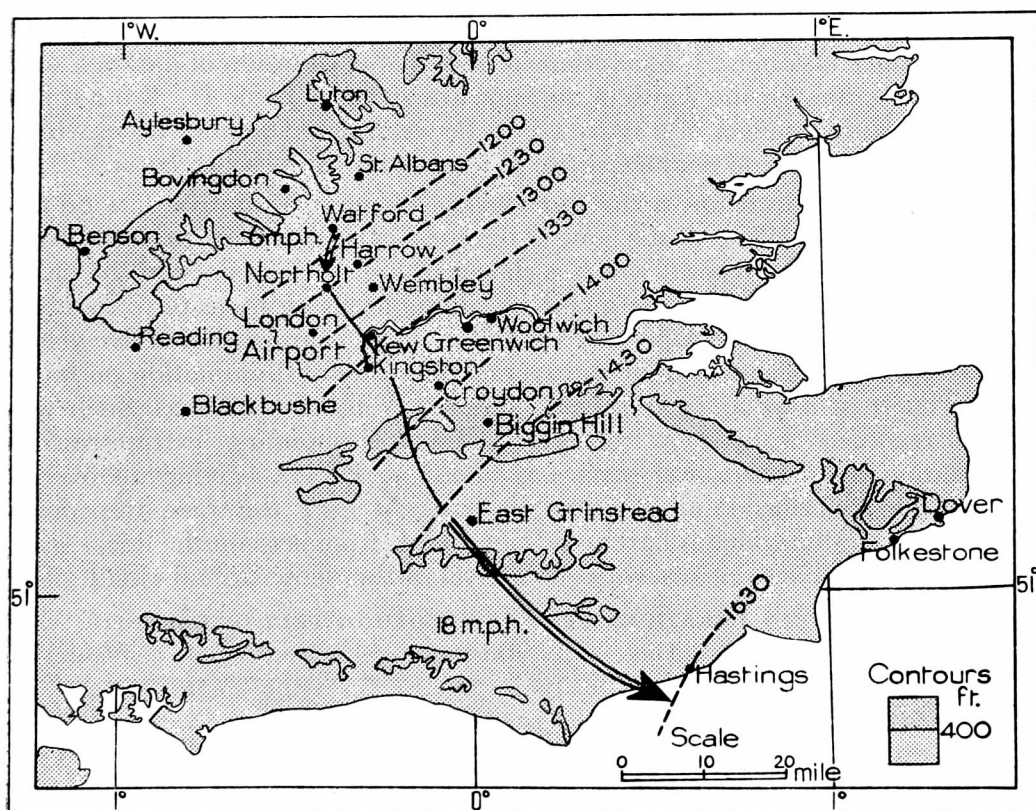 1°W.
0°
1°E.
Luton
Aylesbury
St. Albans
1200
1230
Bovingdon
1300
Watford
1330
Benson
6 m.p.h.
Harrow
Northolt
Wembley
1400
London
Airport
Woolwich
Reading
Kew
Greenwich
1430
Kingston
Croydon
Blackbushe
Biggin Hill
East Grinstead
Dover
Folkestone
51°
51°
1630
18 m.p.h.
Hastings
Contours
ft.
400
Scale
0 10 20
mile
1°
0°
1°